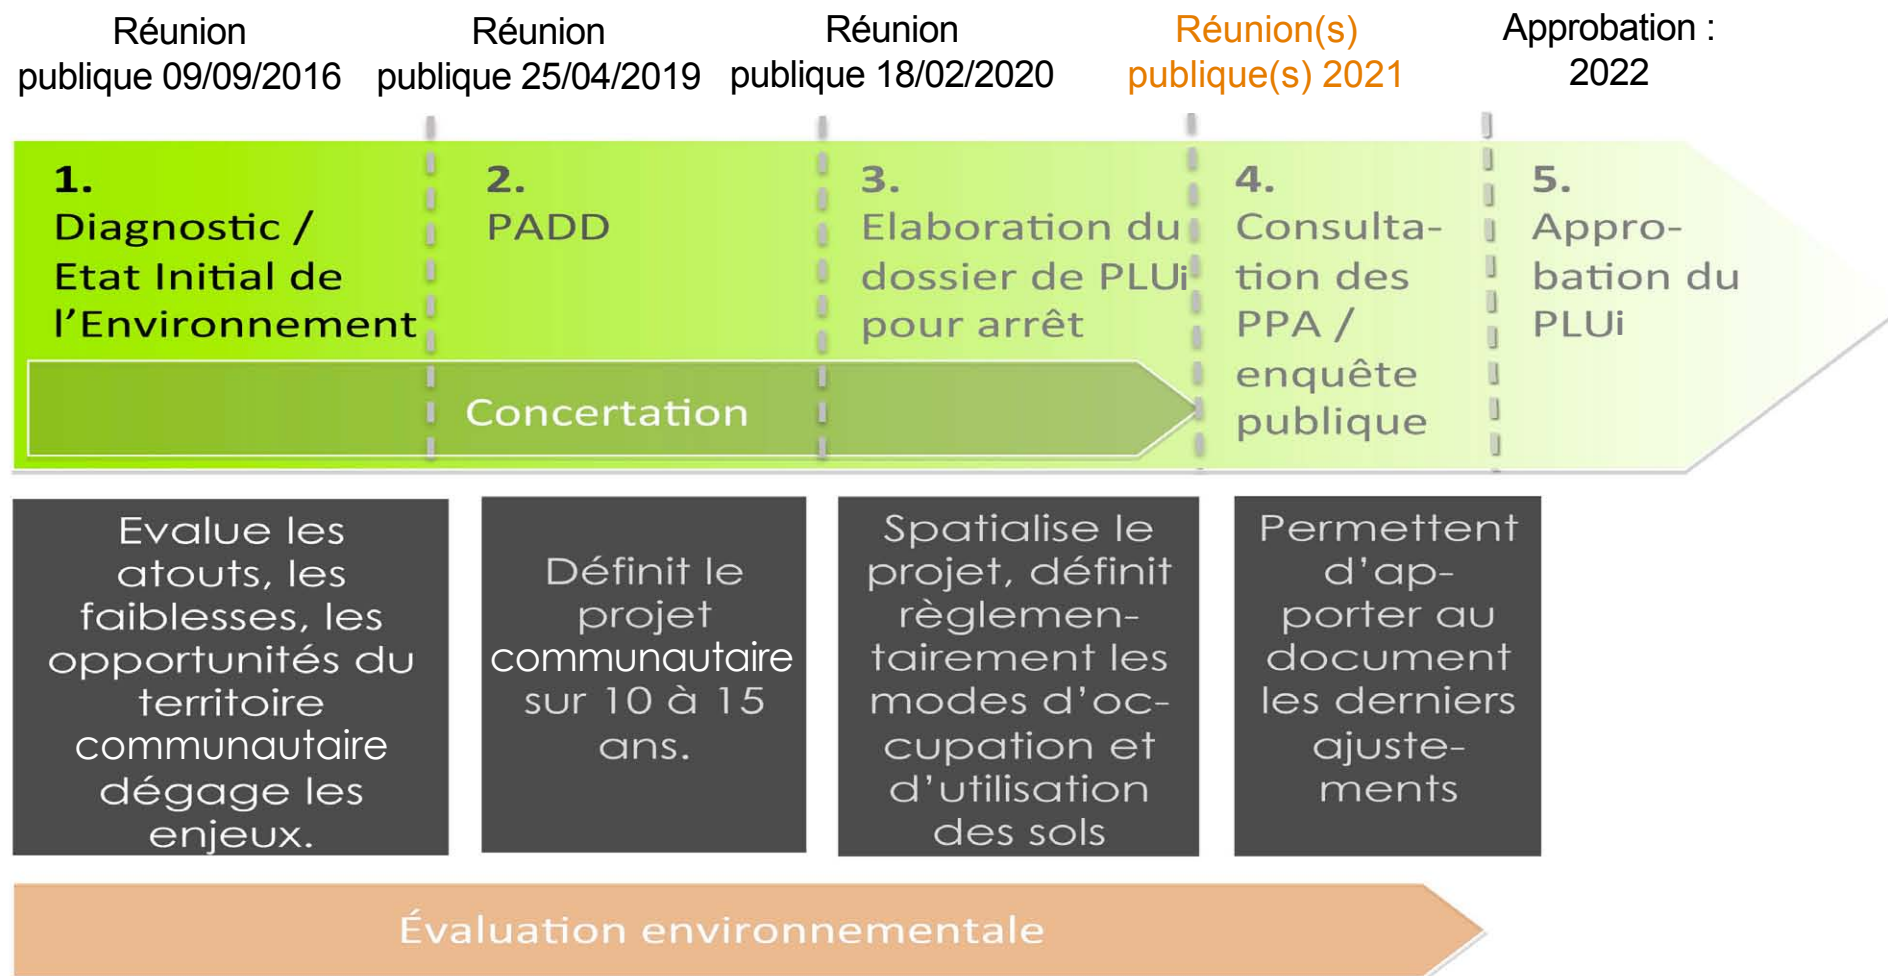 Réunion
publique 09/09/2016
Réunion
publique 25/04/2019
Réunion
publique 18/02/2020
Réunion(s)
publique(s) 2021
Approbation :
2022
1.
Diagnostic /
Etat Initial de
l'Environnement
2.
PADD
3.
Elaboration du
dossier de PLUi
pour arrêt
4.
Consulta-
tion des
PPA /
enquête
publique
5.
Appro-
bation du
PLUi
Concertation
Evalue les
atouts, les
faiblesses, les
opportunités du
territoire
communautaire
dégage les
enjeux.
Définit le
projet
communautaire
sur 10 à 15
ans.
Spatialise le
projet, définit
règlemen-
tairement les
modes d'oc-
cupation et
d'utilisation
des sols
Permettent
d'ap-
porter au
document
les derniers
ajuste-
ments
Évaluation environnementale